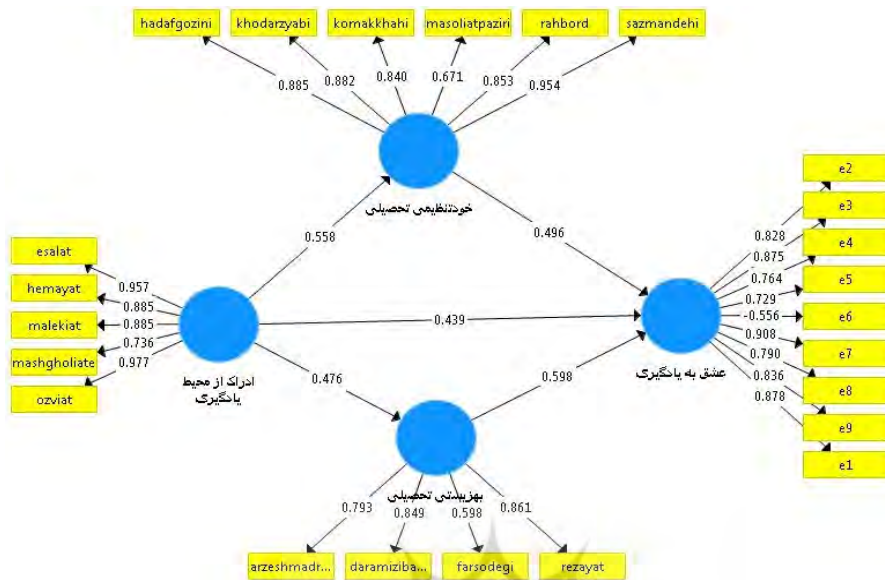 hadafgozini
khodarzyabi
komakkhahi
masoliatpaziri
rahbord
sazmandehi
0.885
0.882
0.840
0.671
0.853
0.954
خودتنظیمی تحصیلی
0.558
0.496
esalat
hemayat
malekiat
mashgholiate
ozviat
0.957
0.885
0.885
0.736
0.977
ادراک از محیط
یادگیری
0.439
0.476
0.598
عشق به یادگیری
e2
e3
e4
e5
e6
e7
e8
e9
e1
0.828
0.875
0.764
0.729
-0.556
0.908
0.790
0.836
0.878
بهزیستی تحصیلی
0.793
0.849
0.598
0.861
arzeshmadr...
daramiziba...
farsodegi
rezayat